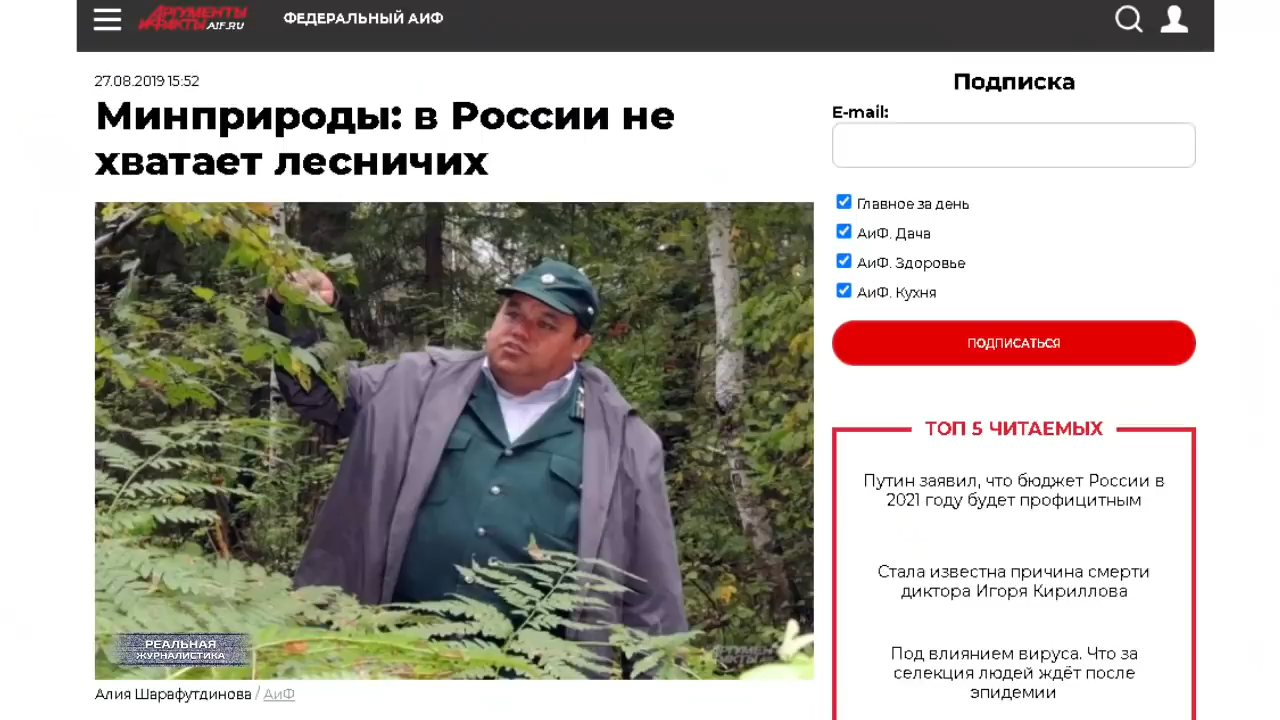 АРГУМЕНТЫ
И ФАКТЫ AIF.RU
ФЕДЕРАЛЬНЫЙ АИФ
27.08.2019 15:52
Минприроды: в России не
хватает лесничих
РЕАЛЬНАЯ
ЖУРНАЛИСТИКА
АРГУМЕНТЫ
И ФАКТЫ
Алия Шарафутдинова / АиФ
Подписка
E-mail:
Главное за день
АиФ. Дача
АиФ. Здоровье
АиФ. Кухня
ПОДПИСАТЬСЯ
ТОП 5 ЧИТАЕМЫХ
Путин заявил, что бюджет России в
2021 году будет профицитным
Стала известна причина смерти
диктора Игоря Кириллова
Под влиянием вируса. Что за
селекция людей ждёт после
эпидемии